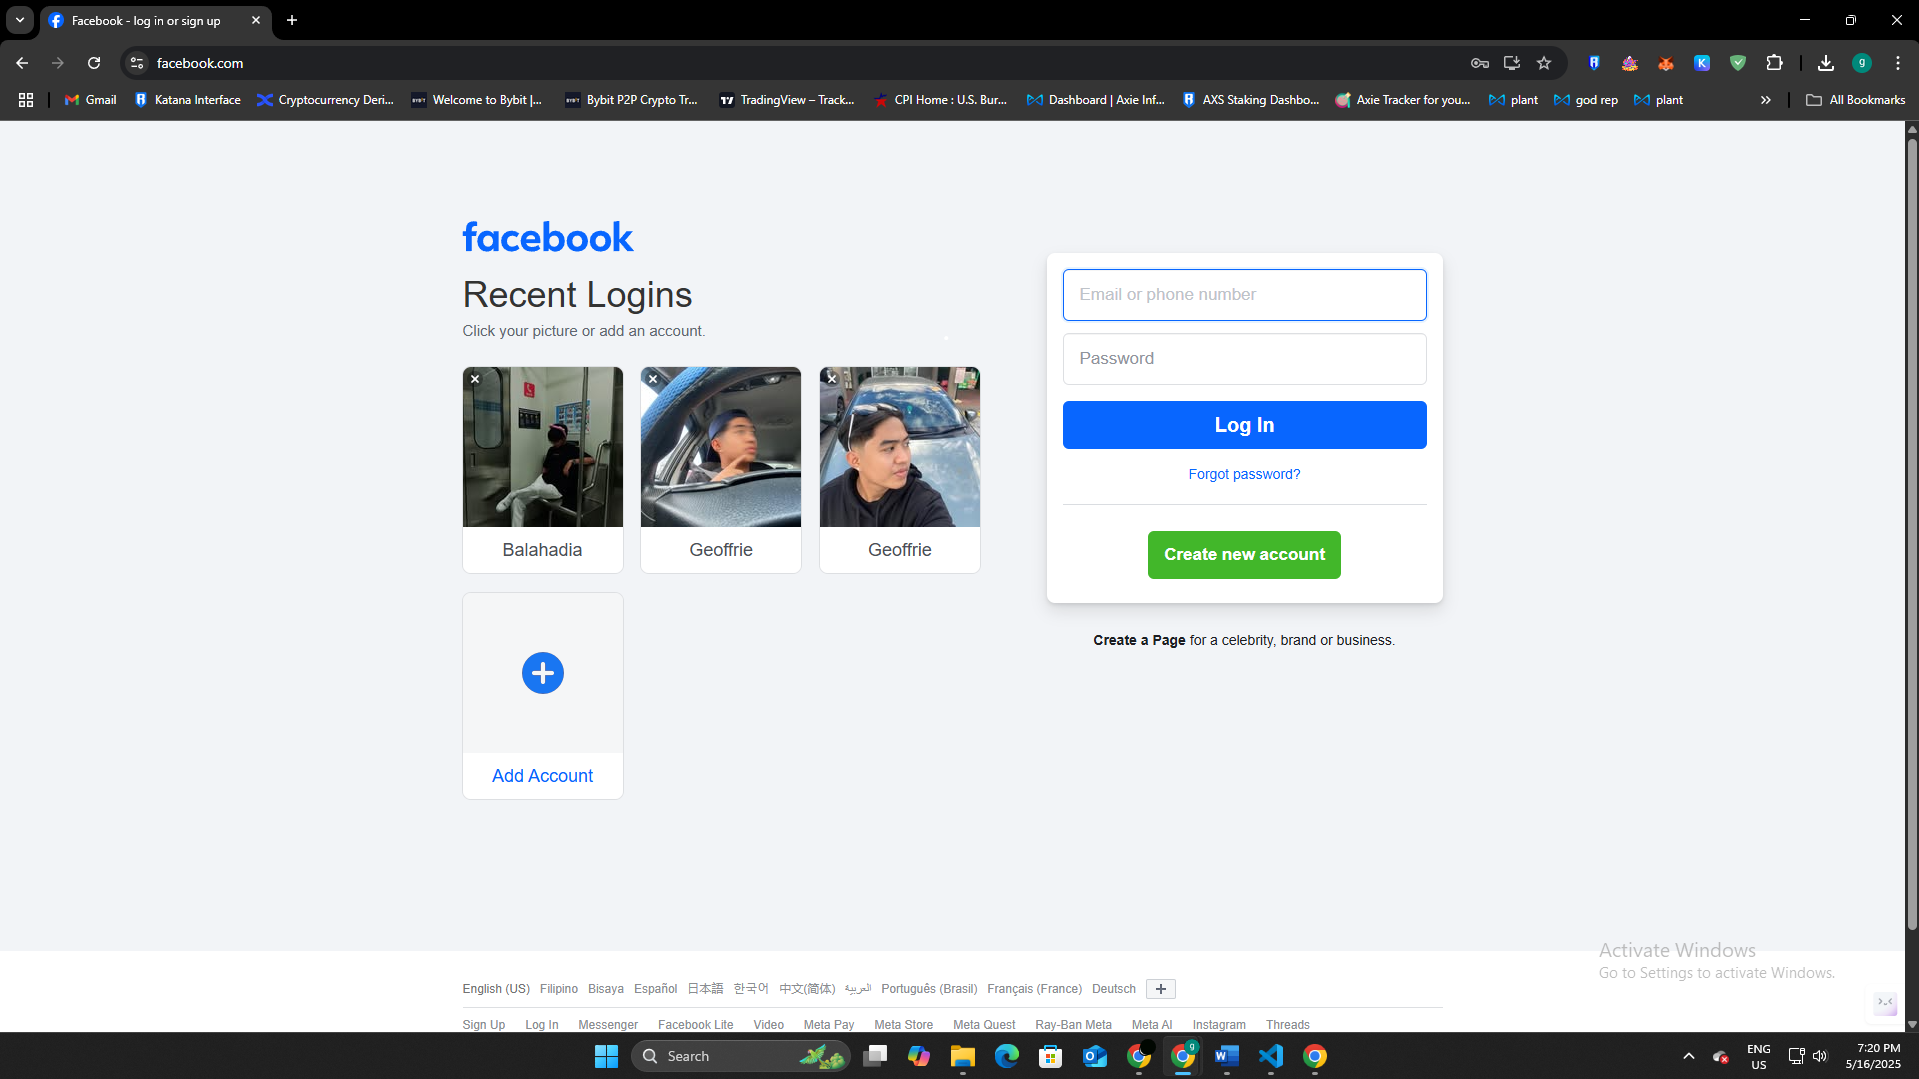 Facebook - log in or sign up
facebook.com
Gmail
Katana Interface
Cryptocurrency Deri...
Welcome to Bybit |...
Bybit P2P Crypto Tr...
TradingView – Track...
CPI Home : U.S. Bur...
Dashboard | Axie Inf...
AXS Staking Dashbo...
Axie Tracker for you...
plant
god rep
plant
All Bookmarks
facebook
Recent Logins
Click your picture or add an account.
Balahadia
Geoffrie
Geoffrie
Add Account
Email or phone number
Password
Log In
Forgot password?
Create new account
Create a Page for a celebrity, brand or business.
Activate Windows
Go to Settings to activate Windows.
English (US) Filipino Bisaya Español 日本語 한국어 中文(简体) العربية Português (Brasil) Français (France) Deutsch
Sign Up Log In Messenger Facebook Lite Video Meta Pay Meta Store Meta Quest Ray-Ban Meta Meta AI Instagram Threads
Search
ENG
US
7:20 PM
5/16/2025